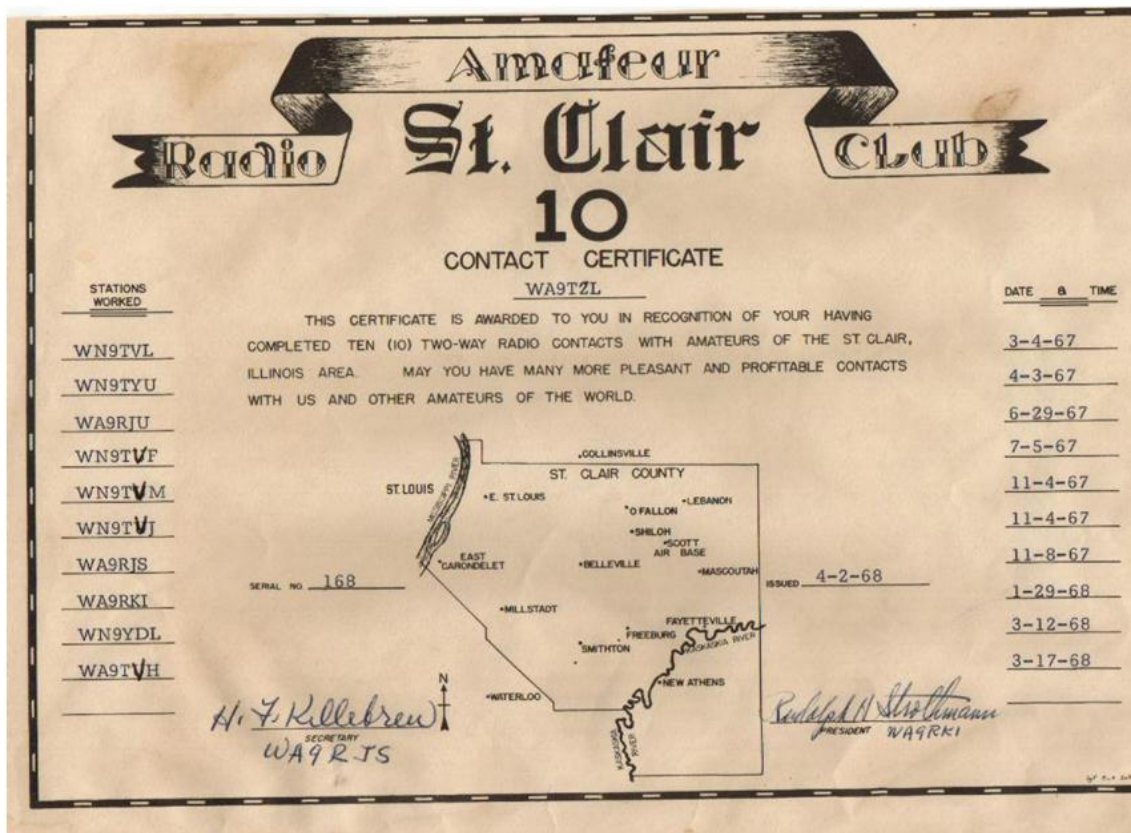 Amateur
Radio St. Clair Club
10
CONTACT CERTIFICATE
WA9TZL
THIS CERTIFICATE IS AWARDED TO YOU IN RECOGNITION OF YOUR HAVING
COMPLETED TEN (10) TWO-WAY RADIO CONTACTS WITH AMATEURS OF THE ST. CLAIR,
ILLINOIS AREA. MAY YOU HAVE MANY MORE PLEASANT AND PROFITABLE CONTACTS
WITH US AND OTHER AMATEURS OF THE WORLD.
STATIONS
WORKED
WN9TVL
WN9TYU
WA9RJU
WN9TVF
WN9TVM
WN9TVJ
WA9RJS
WA9RKI
WN9YDL
WA9TVH
DATE & TIME
3-4-67
4-3-67
6-29-67
7-5-67
11-4-67
11-4-67
11-8-67
1-29-68
3-12-68
3-17-68
COLLINSVILLE
ST. CLAIR COUNTY
ST. LOUIS
MISSISSIPPI RIVER
E. ST. LOUIS
LEBANON
O FALLON
SHILOH
SCOTT
AIR BASE
EAST
CARONDELET
BELLEVILLE
MASCOUTAH
SERIAL NO. 168
ISSUED 4-2-68
MILLSTADT
FAYETTEVILLE
FREEBURG
KASKASKIA RIVER
SMITHTON
NEW ATHENS
WATERLOO
N
KASKASKIA
RIVER
H. F. Killebrew
SECRETARY
WA9RJS
Rudolph N Strothmann
PRESIDENT WA9RKI